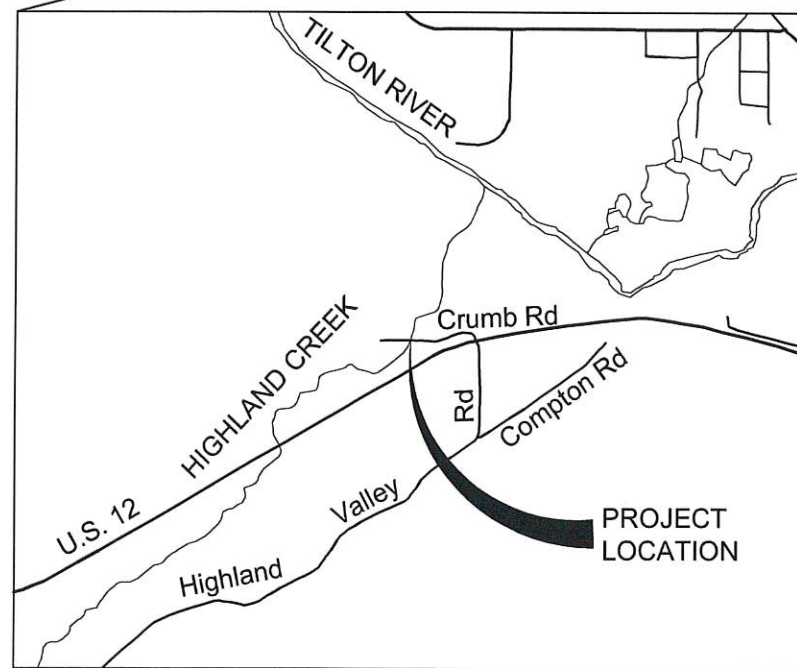 TILTON RIVER
Crumb Rd
HIGHLAND CREEK
Rd
Compton Rd
U.S. 12
Valley
Highland
PROJECT
LOCATION